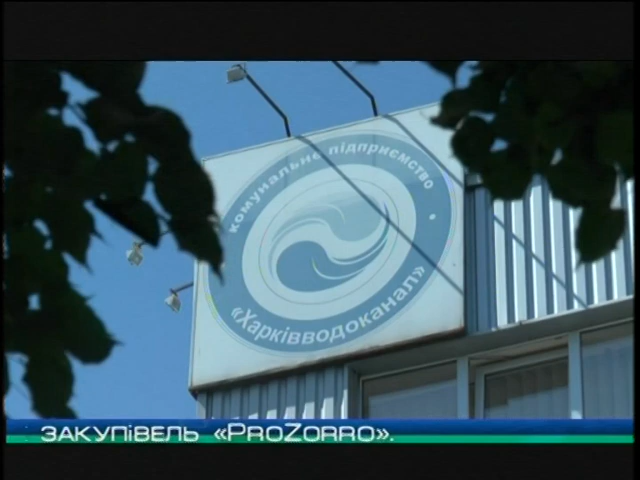 комунальне підприємство
«Харківводоканал»
ЗАКУПІВЕЛЬ «PROZORRO».